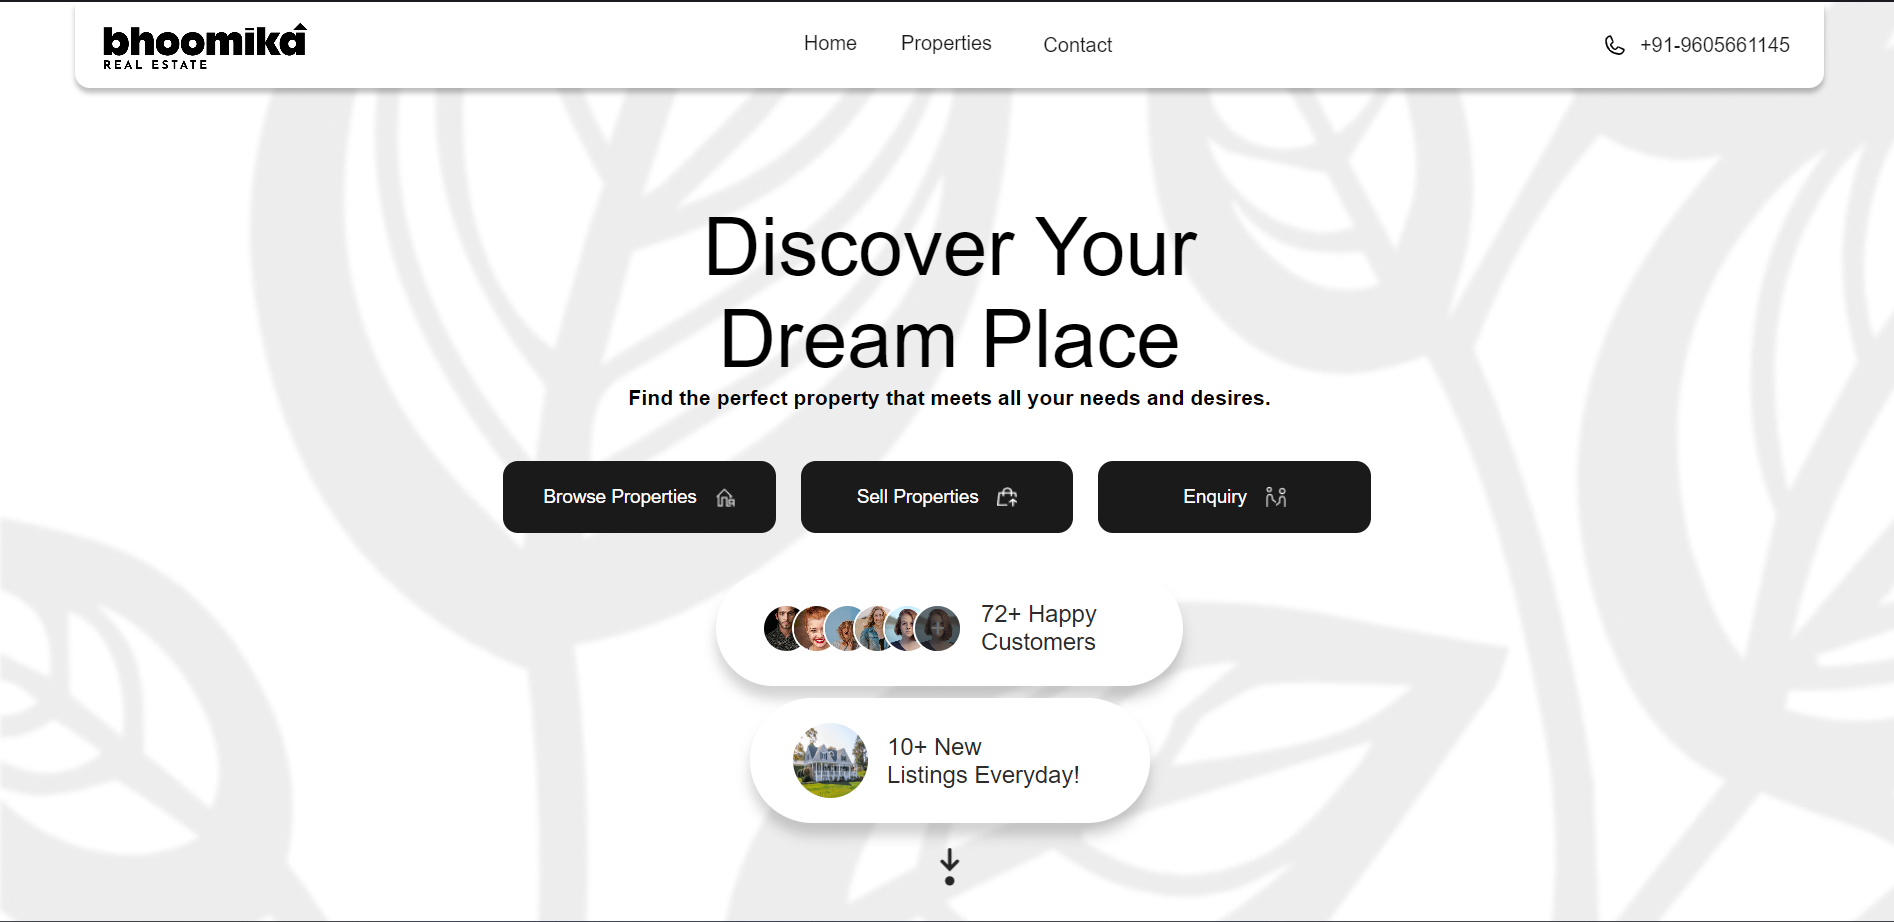 bhoomika
REAL ESTATE
Home
Properties
Contact
+91-9605661145
Discover Your
Dream Place
Find the perfect property that meets all your needs and desires.
Browse Properties
Sell Properties
Enquiry
72+ Happy
Customers
10+ New
Listings Everyday!